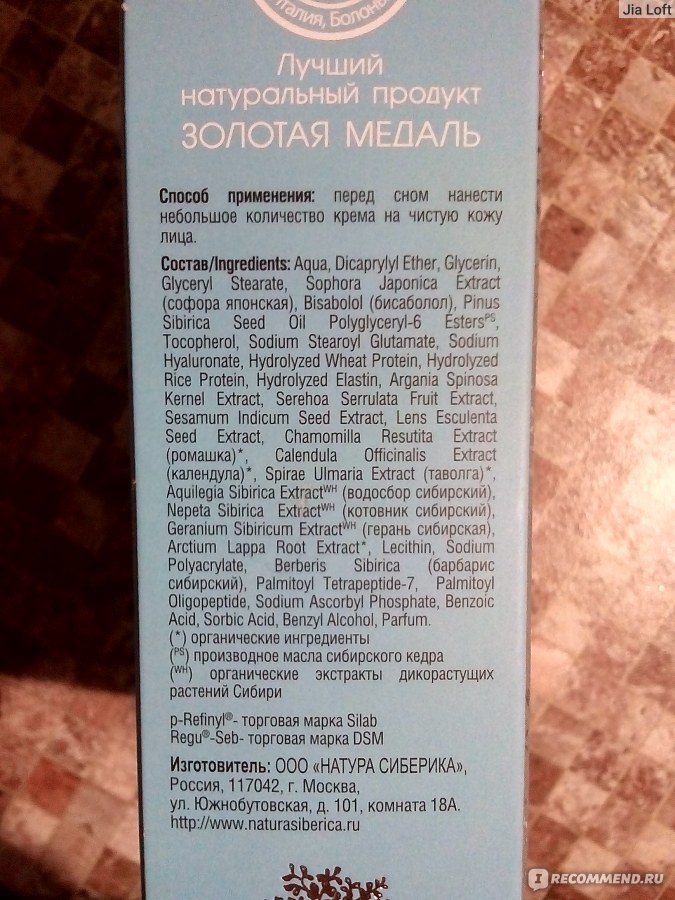 Jia Loft
Италия, Болонья
Лучший
натуральный продукт
ЗОЛОТАЯ МЕДАЛЬ
Способ применения: перед сном нанести
небольшое количество крема на чистую кожу
лица.
Состав/Ingredients: Aqua, Dicaprylyl Ether, Glycerin,
Glyceryl Stearate, Sophora Japonica Extract
(софора японская), Bisabolol (бисаболол), Pinus
Sibirica Seed Oil Polyglyceryl-6 Esters⁽PS⁾,
Tocopherol, Sodium Stearoyl Glutamate, Sodium
Hyaluronate, Hydrolyzed Wheat Protein, Hydrolyzed
Rice Protein, Hydrolyzed Elastin, Argania Spinosa
Kernel Extract, Serehoa Serrulata Fruit Extract,
Sesamum Indicum Seed Extract, Lens Esculenta
Seed Extract, Chamomilla Resutita Extract
(ромашка)*, Calendula Officinalis Extract
(календула)*, Spirae Ulmaria Extract (таволга)*,
Aquilegia Sibirica Extract WH (водосбор сибирский),
Nepeta Sibirica Extract WH (котовник сибирский),
Geranium Sibiricum Extract WH (герань сибирская),
Arctium Lappa Root Extract*, Lecithin, Sodium
Polyacrylate, Berberis Sibirica (барбарис
сибирский), Palmitoyl Tetrapeptide-7, Palmitoyl
Oligopeptide, Sodium Ascorbyl Phosphate, Benzoic
Acid, Sorbic Acid, Benzyl Alcohol, Parfum.
(*) органические ингредиенты
(PS) производное масла сибирского кедра
(WH) органические экстракты дикорастущих
растений Сибири
p-Refinyl®- торговая марка Silab
Regu®-Seb- торговая марка DSM
Изготовитель: ООО «НАТУРА СИБЕРИКА»,
Россия, 117042, г. Москва,
ул. Южнобутовская, д. 101, комната 18А.
http://www.naturasiberica.ru
I RECOMMEND.RU